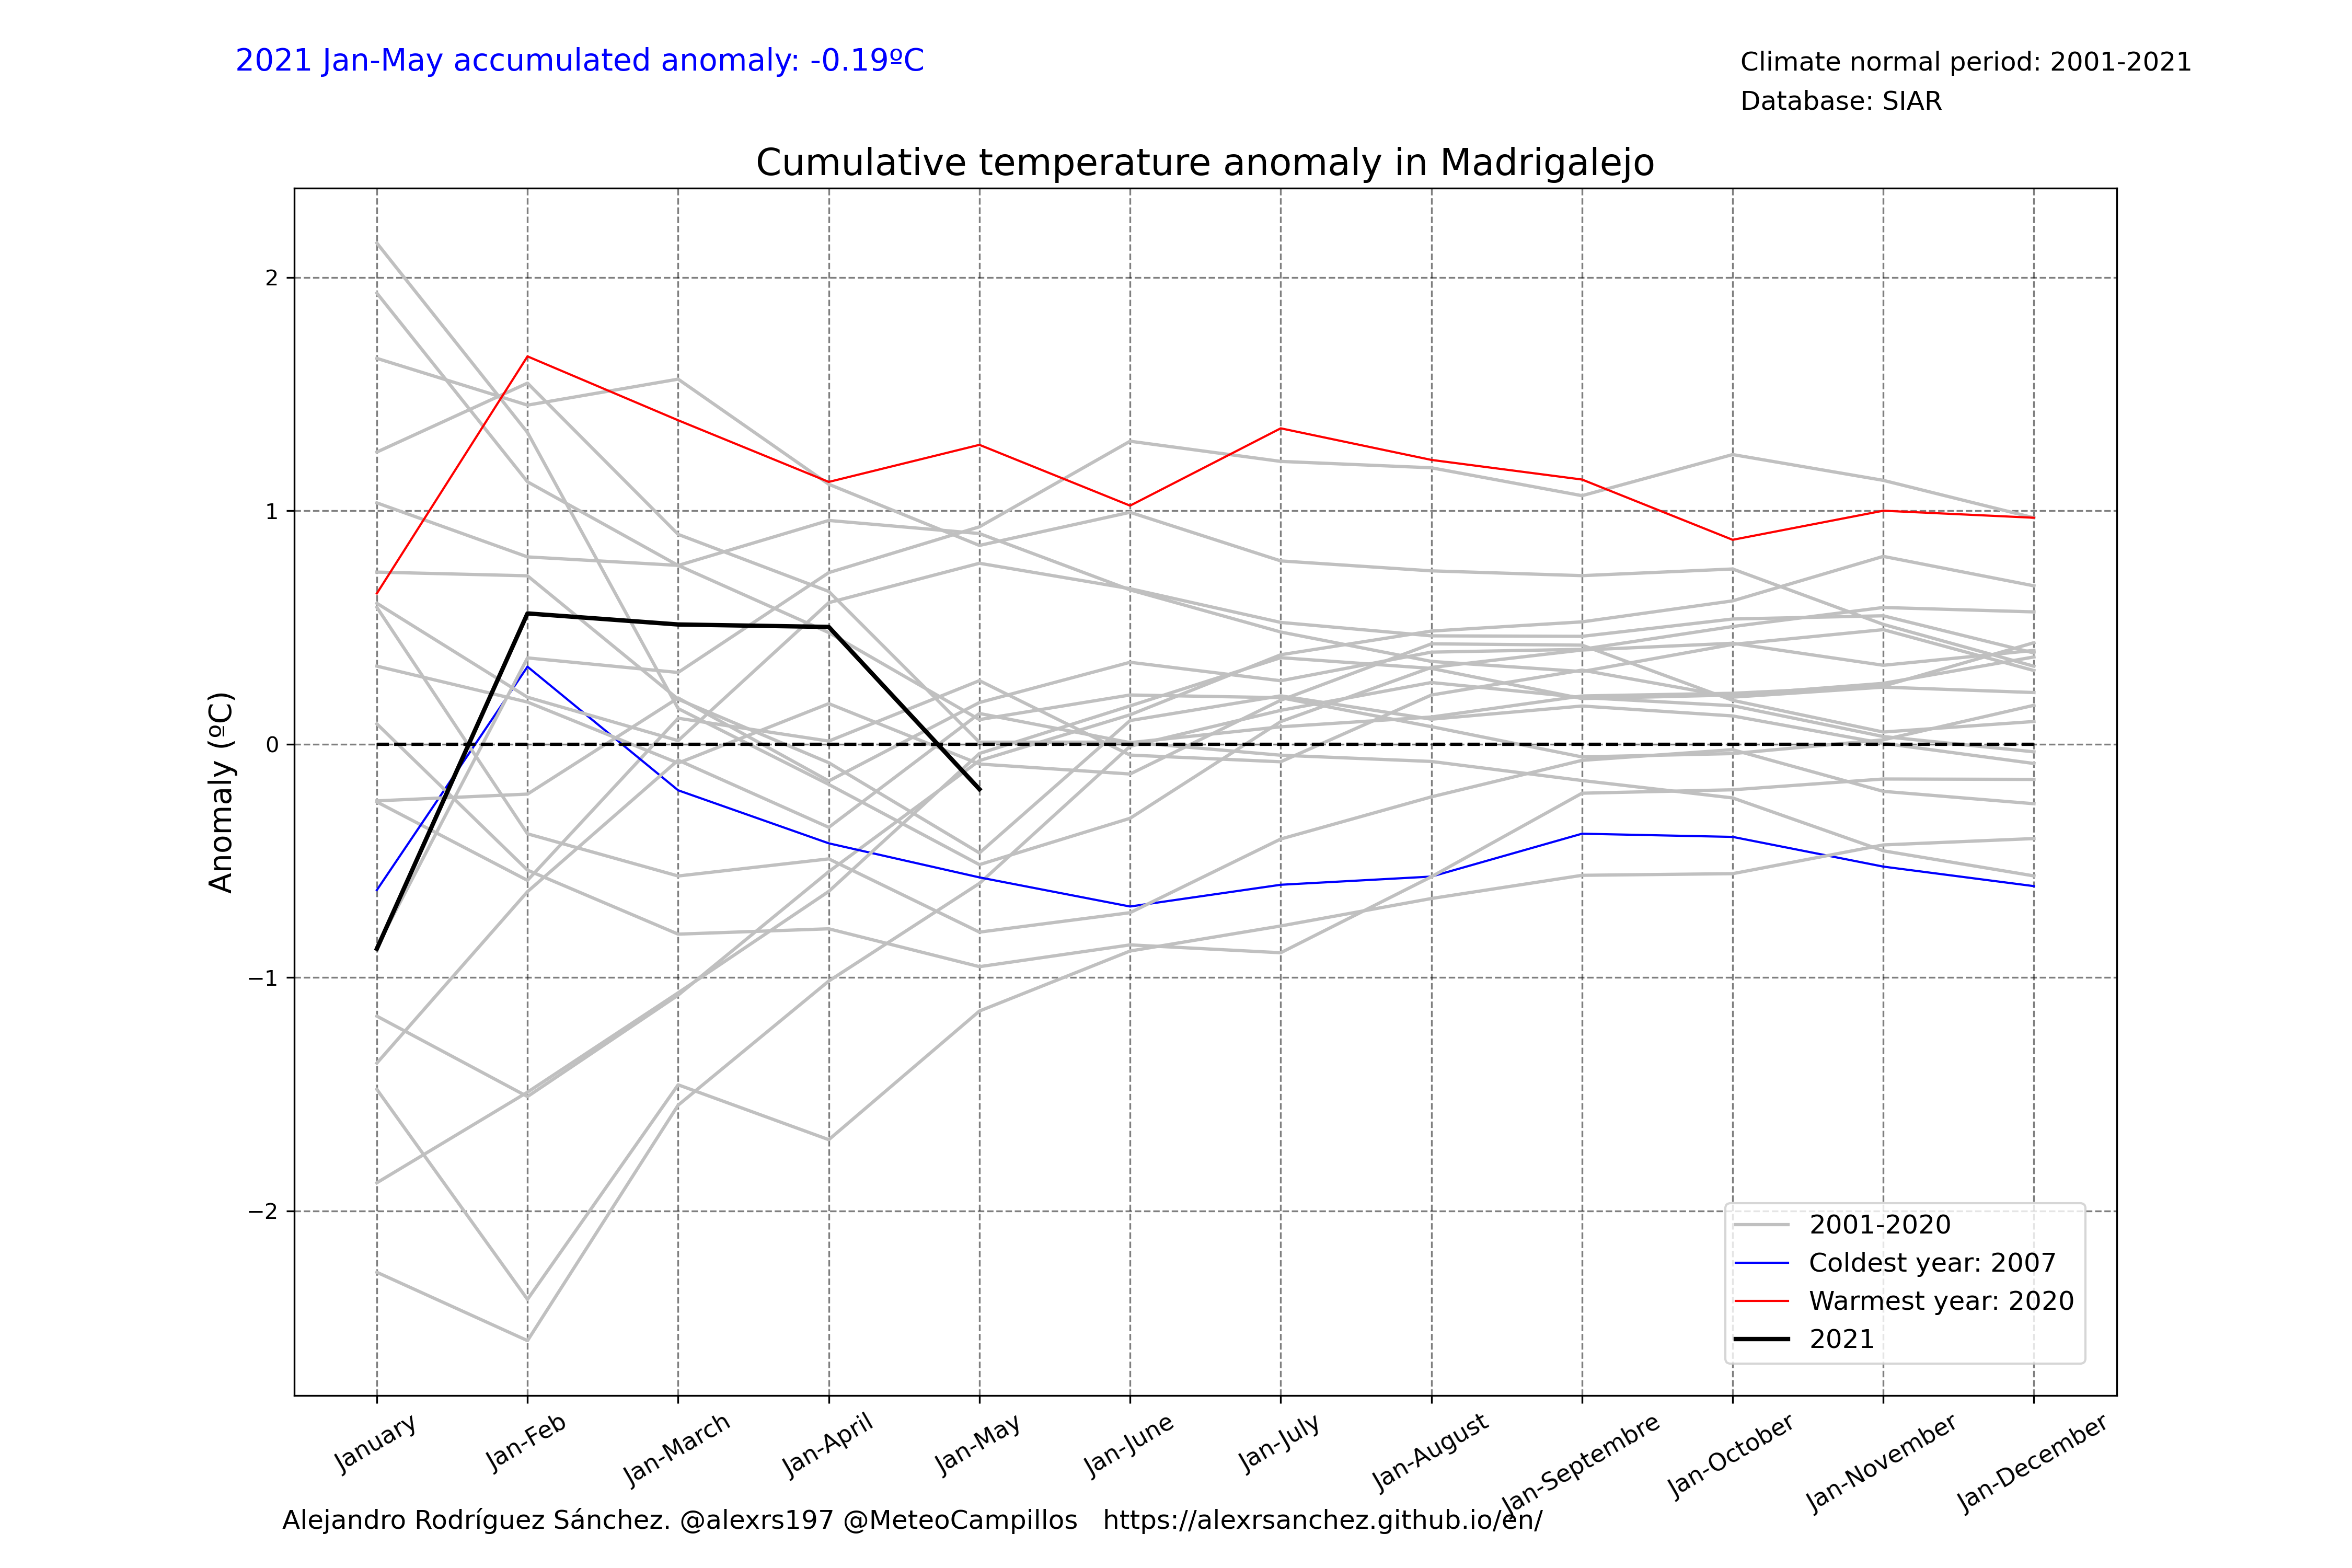 2021 Jan-May accumulated anomaly: -0.19ºC
Climate normal period: 2001-2021
Database: SIAR
Cumulative temperature anomaly in Madrigalejo
Anomaly (ºC)
2
1
0
−1
−2
2001-2020
Coldest year: 2007
Warmest year: 2020
2021
January
Jan-Feb
Jan-March
Jan-April
Jan-May
Jan-June
Jan-July
Jan-August
Jan-Septembre
Jan-October
Jan-November
Jan-December
Alejandro Rodríguez Sánchez. @alexrs197 @MeteoCampillos   https://alexrsanchez.github.io/en/